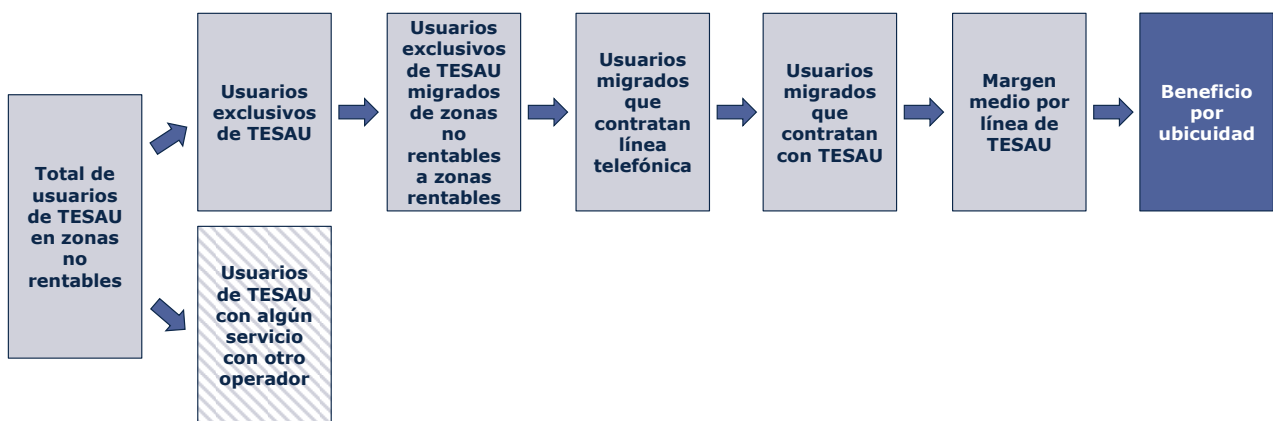 Total de
usuarios
de TESAU
en zonas
no
rentables
Usuarios
exclusivos
de TESAU
Usuarios
exclusivos
de TESAU
migrados
de zonas
no
rentables
a zonas
rentables
Usuarios
migrados
que
contratan
línea
telefónica
Usuarios
migrados
que
contratan
con TESAU
Margen
medio por
línea de
TESAU
Beneficio
por
ubicuidad
Usuarios
de TESAU
con algún
servicio
con otro
operador